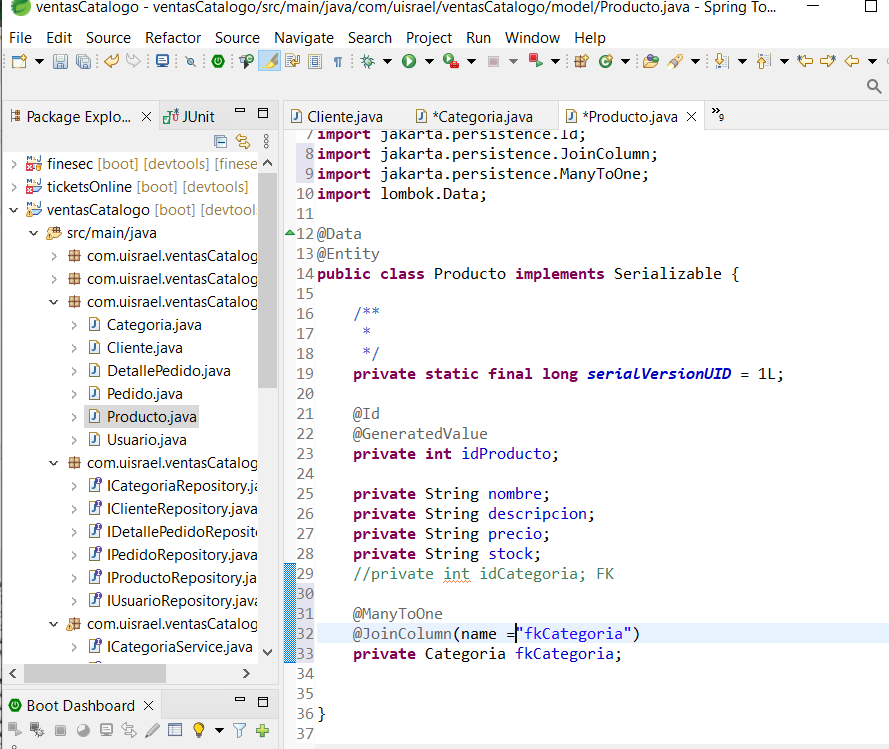 ventasCatalogo - ventasCatalogo/src/main/java/com/uisrael/ventasCatalogo/model/Producto.java - Spring To...
File Edit Source Refactor Source Navigate Search Project Run Window Help
Package Explo... JUnit
finesec [boot] [devtools] [finese
ticketsOnline [boot] [devtools]
ventasCatalogo [boot] [devtool
src/main/java
com.uisrael.ventasCatalog
com.uisrael.ventasCatalog
com.uisrael.ventasCatalog
Categoria.java
Cliente.java
DetallePedido.java
Pedido.java
Producto.java
Usuario.java
com.uisrael.ventasCatalog
ICategoriaRepository.ja
IClienteRepository.java
IDetallePedidoReposit
IPedidoRepository.java
IProductoRepository.ja
IUsuarioRepository.java
com.uisrael.ventasCatalog
ICategoriaService.java
Boot Dashboard
Cliente.java *Categoria.java *Producto.java »9
7 import jakarta.persistence.Id;
8 import jakarta.persistence.JoinColumn;
9 import jakarta.persistence.ManyToOne;
10 import lombok.Data;
11
12 @Data
13 @Entity
14 public class Producto implements Serializable {
15
16 /**
17 *
18 */
19 private static final long serialVersionUID = 1L;
20
21 @Id
22 @GeneratedValue
23 private int idProducto;
24
25 private String nombre;
26 private String descripcion;
27 private String precio;
28 private String stock;
29 //private int idCategoria; FK
30
31 @ManyToOne
32 @JoinColumn(name ="fkCategoria")
33 private Categoria fkCategoria;
34
35
36 }
37